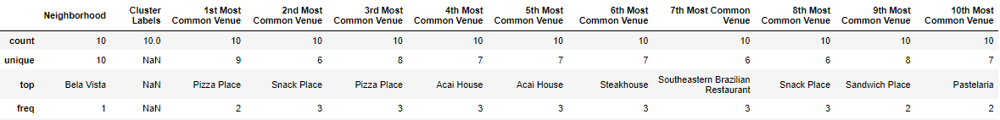 Neighborhood Cluster Labels 1st Most Common Venue 2nd Most Common Venue 3rd Most Common Venue 4th Most Common Venue 5th Most Common Venue 6th Most Common Venue 7th Most Common Venue 8th Most Common Venue 9th Most Common Venue 10th Most Common Venue
count 10 10.0 10 10 10 10 10 10 10 10 10 10
unique 10 NaN 9 6 8 7 7 7 6 6 8 7
top Bela Vista NaN Pizza Place Snack Place Pizza Place Acai House Acai House Steakhouse Southeastern Brazilian Restaurant Snack Place Sandwich Place Pastelaria
freq 1 NaN 2 3 3 3 3 3 3 3 2 2